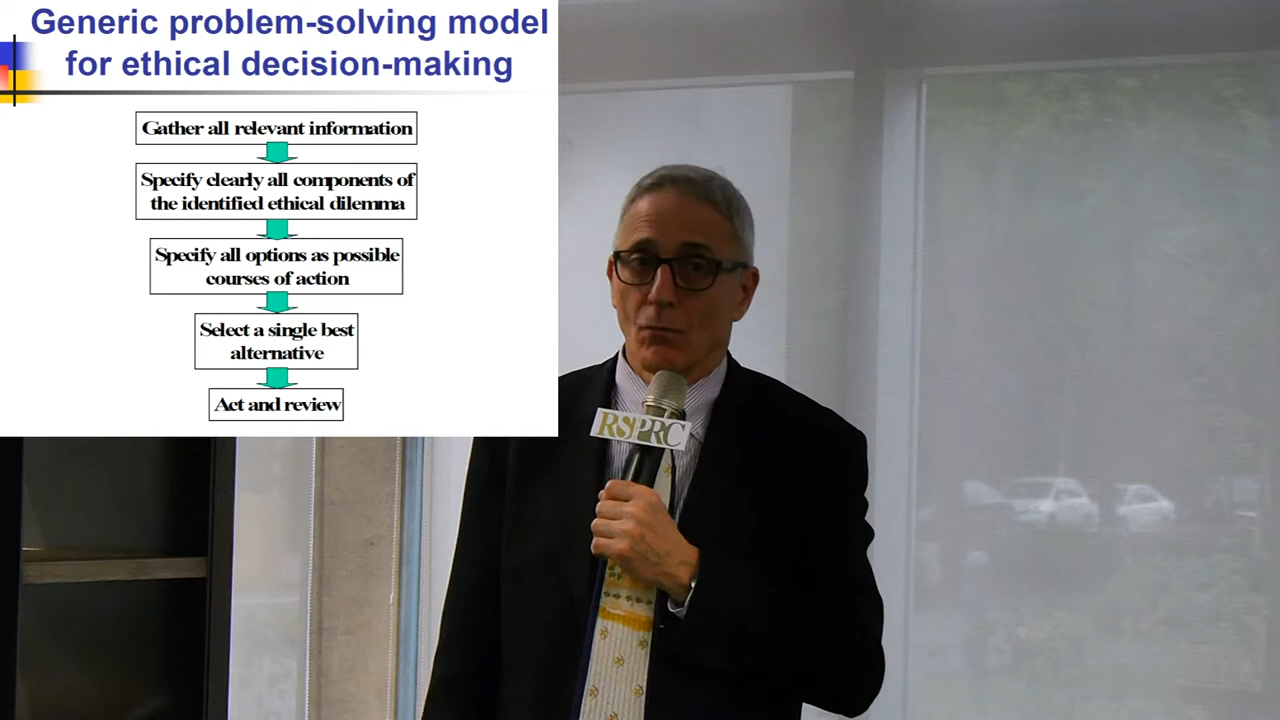 Generic problem-solving model
for ethical decision-making
Gather all relevant information
Specify clearly all components of
the identified ethical dilemma
Specify all options as possible
courses of action
Select a single best
alternative
Act and review
RSPRC